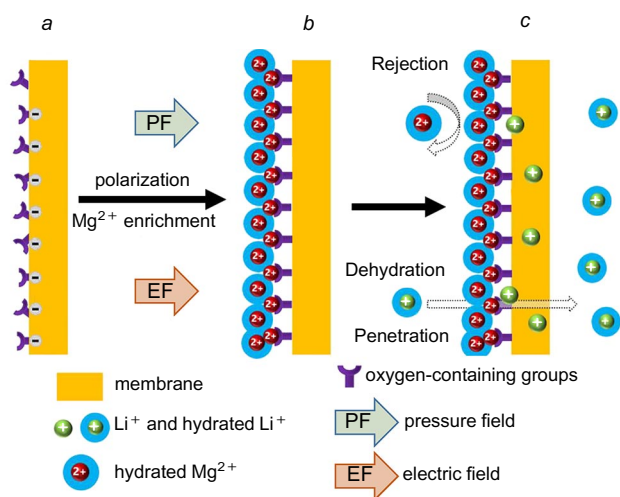 a
b
c
Rejection
PF
polarization
Mg²⁺ enrichment
EF
Dehydration
Penetration
membrane
oxygen-containing groups
Li⁺ and hydrated Li⁺
PF
pressure field
hydrated Mg²⁺
EF
electric field